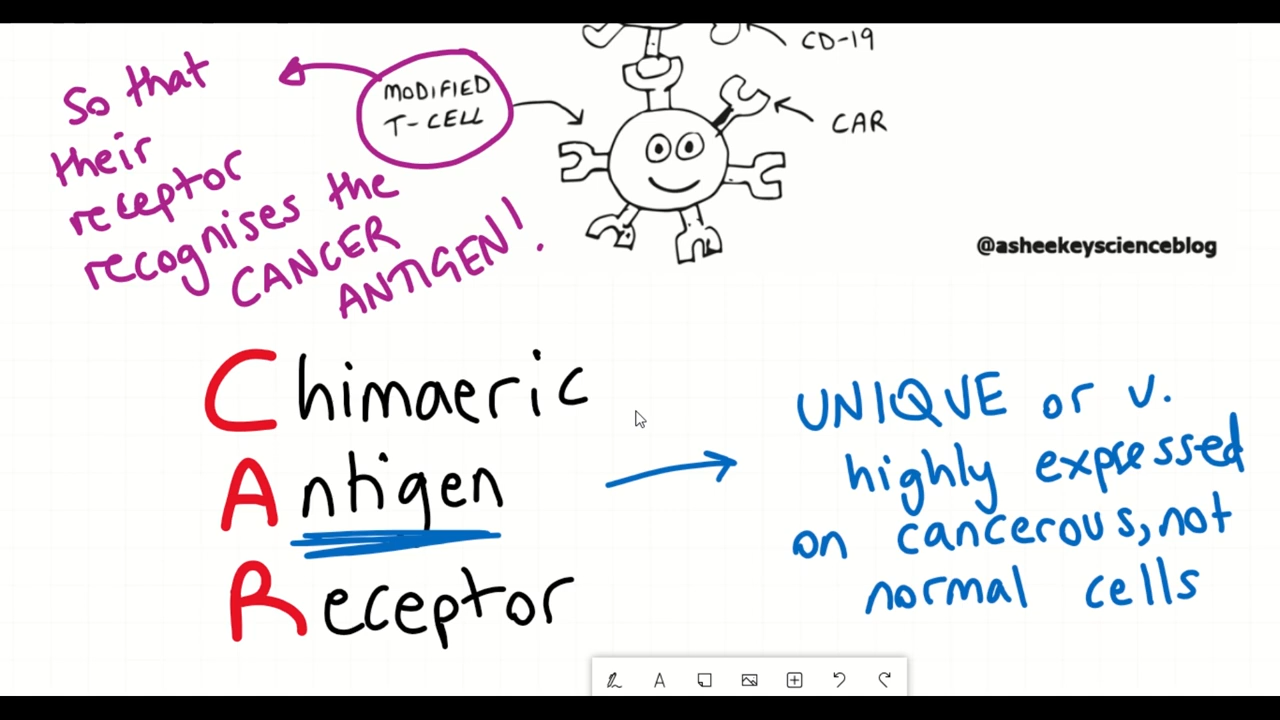 CD-19
MODIFIED
T-CELL
CAR
So that
their
receptor
recognises the
CANCER
ANTIGEN!
@asheekeyscienceblog
Chimaeric
Antigen
Receptor
UNIQUE or v.
highly expressed
on cancerous, not
normal cells
A